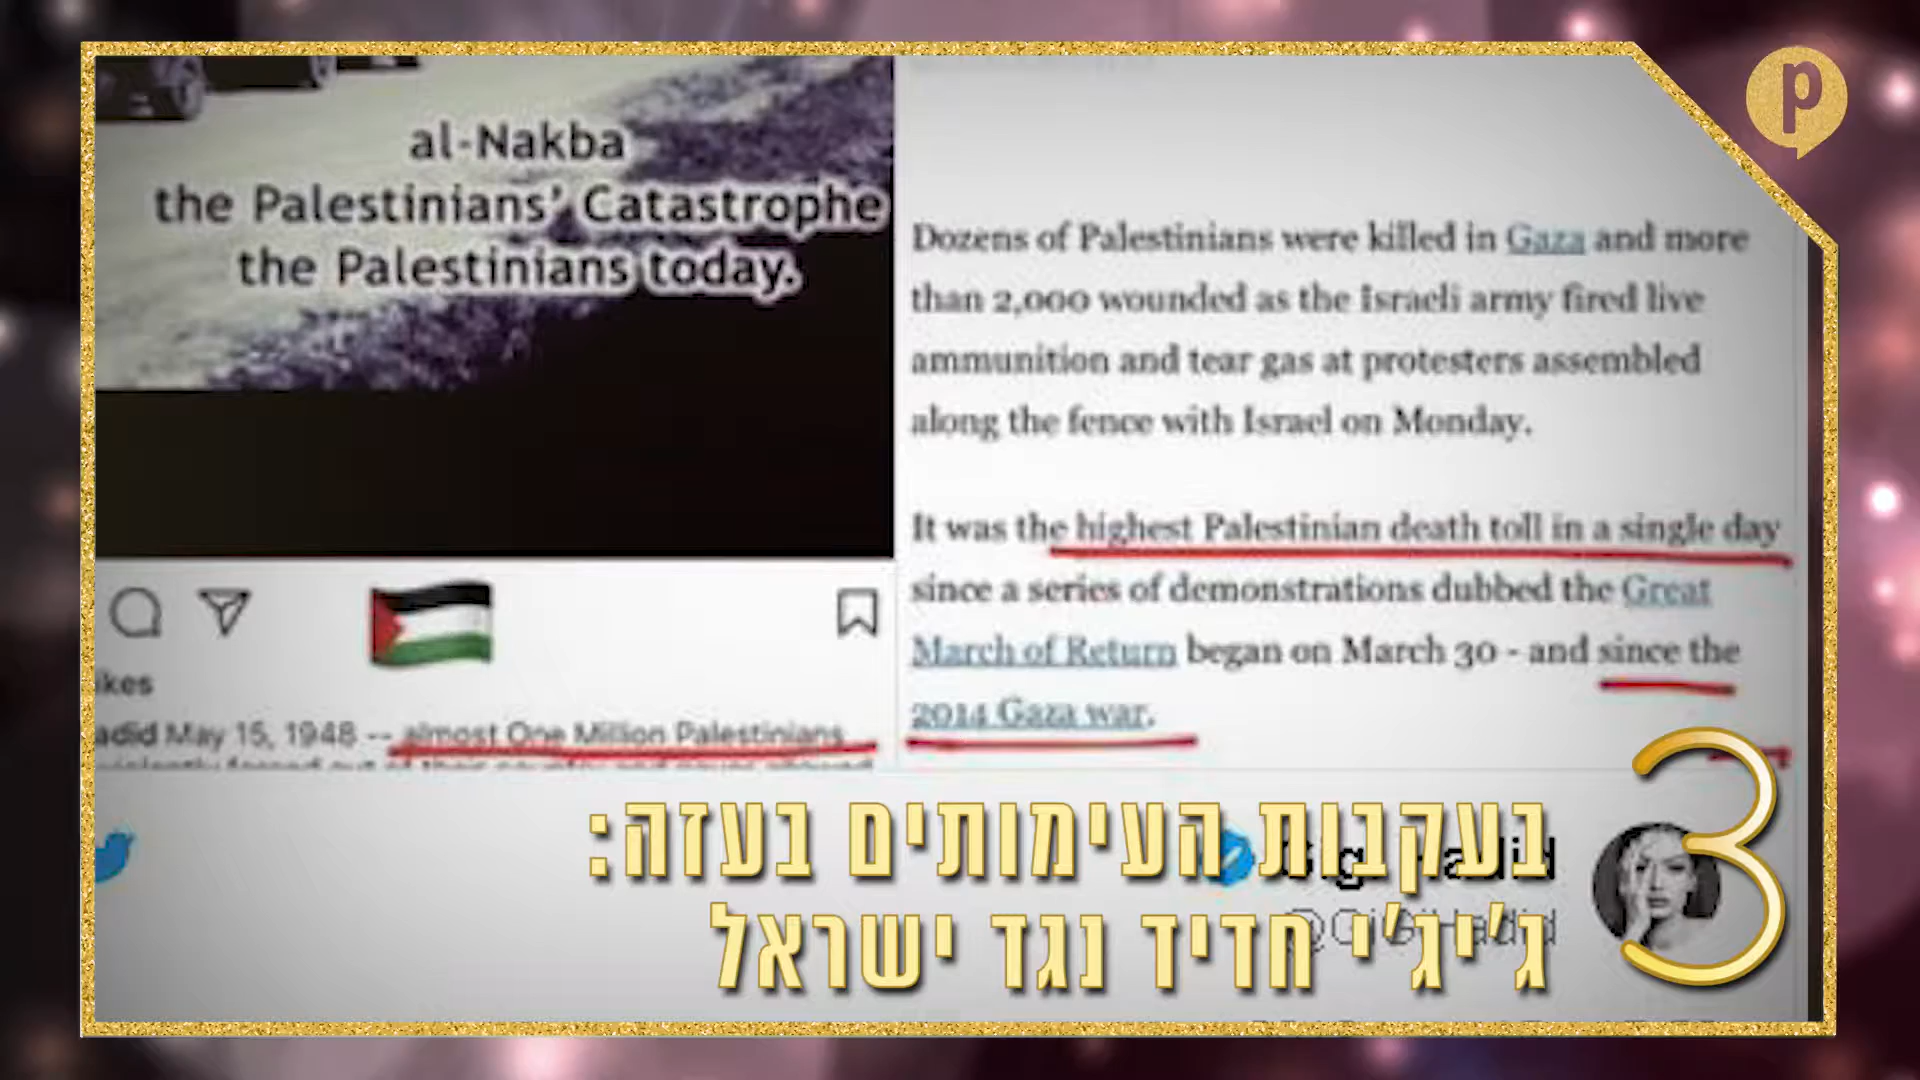 p
al-Nakba
the Palestinians' Catastrophe
the Palestinians today.
Dozens of Palestinians were killed in Gaza and more
than 2,000 wounded as the Israeli army fired live
ammunition and tear gas at protesters assembled
along the fence with Israel on Monday.
It was the highest Palestinian death toll in a single day
since a series of demonstrations dubbed the Great
March of Return began on March 30 - and since the
2014 Gaza war.
ikes
adid May 15, 1948 -- almost One Million Palestinians
3
בעקבות העימותים בעזה:
ג'יג'י חדיד נגד ישראל